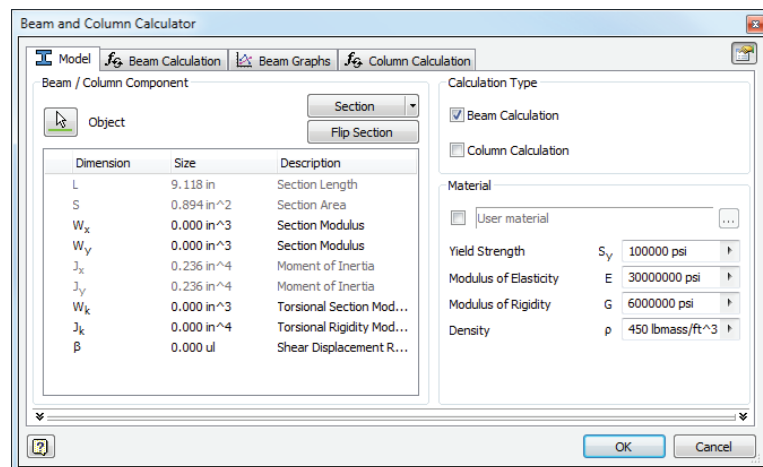 Beam and Column Calculator
Model
Beam Calculation
Beam Graphs
Column Calculation
Beam / Column Component
Object
Section
Flip Section
Dimension Size Description
L 9.118 in Section Length
S 0.894 in^2 Section Area
Wx 0.000 in^3 Section Modulus
Wy 0.000 in^3 Section Modulus
Jx 0.236 in^4 Moment of Inertia
Jy 0.236 in^4 Moment of Inertia
Wk 0.000 in^3 Torsional Section Mod...
Jk 0.000 in^4 Torsional Rigidity Mod...
β 0.000 ul Shear Displacement R...
Calculation Type
Beam Calculation
Column Calculation
Material
User material ...
Yield Strength Sy 100000 psi
Modulus of Elasticity E 30000000 psi
Modulus of Rigidity G 6000000 psi
Density ρ 450 lbmass/ft^3
OK Cancel